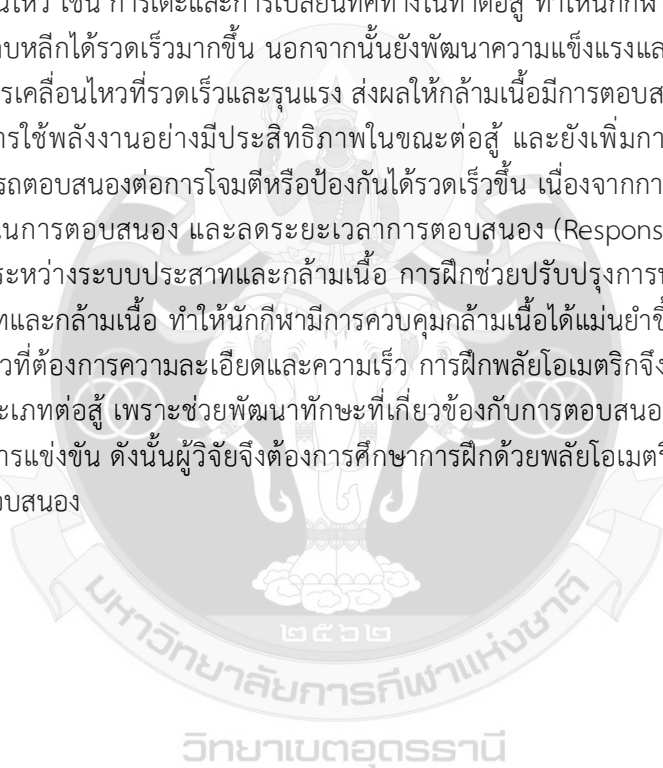 นไหว เช่น การเตะและการเปลี่ยนทิศทางในท่าต่อสู้ ทำให้นักกีฬา
บหลีกได้รวดเร็วมากขึ้น นอกจากนั้นยังพัฒนาความแข็งแรงและ
รเคลื่อนไหวที่รวดเร็วและรุนแรง ส่งผลให้กล้ามเนื้อมีการตอบส
ารใช้พลังงานอย่างมีประสิทธิภาพในขณะต่อสู้ และยังเพิ่มกา
รถตอบสนองต่อการโจมตีหรือป้องกันได้รวดเร็วขึ้น เนื่องจากกา
ในการตอบสนอง และลดระยะเวลาการตอบสนอง (Respons
ระหว่างระบบประสาทและกล้ามเนื้อ การฝึกช่วยปรับปรุงการท
ทและกล้ามเนื้อ ทำให้นักกีฬามีการควบคุมกล้ามเนื้อได้แม่นยำขึ้
วที่ต้องการความละเอียดและความเร็ว การฝึกพลัยโอเมตริกจึง
ะเภทต่อสู้ เพราะช่วยพัฒนาทักษะที่เกี่ยวข้องกับการตอบสนอ
การแข่งขัน ดังนั้นผู้วิจัยจึงต้องการศึกษาการฝึกด้วยพลัยโอเมตริ
อบสนอง
๒๕๖๒
มหาวิทยาลัยการกีฬาแห่งชาติ
วิทยาเขตอุดรธานี